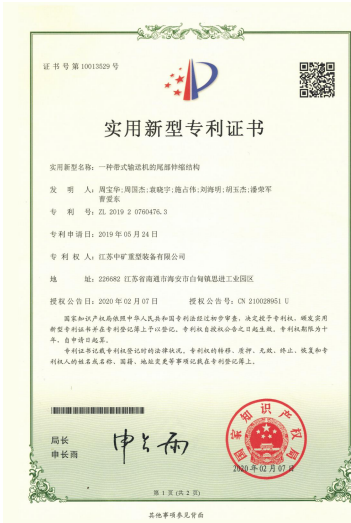 证书号第10013529号
实用新型专利证书
实用新型名称：一种带式输送机的尾部伸缩结构
发 明 人：周宝华;周国杰;袁晓宇;施占伟;刘海明;胡玉杰;潘荣军
曹爱东
专 利 号：ZL 2019 2 0760476.3
专利申请日：2019年05月24日
专 利 权 人：江苏中矿重型装备有限公司
地 址：226682 江苏省南通市海安市白甸镇思进工业园区
授权公告日：2020年02月07日 授权公告号：CN 210028951 U
国家知识产权局依照中华人民共和国专利法经过初步审查，决定授予专利权，颁发实用
新型专利证书并在专利登记簿上予以登记。专利权自授权公告之日起生效。专利权期限为十
年，自申请日起算。
专利证书记载专利权登记时的法律状况。专利权的转移、质押、无效、终止、恢复和专
利权人的姓名或名称、国籍、地址变更等事项记载在专利登记簿上。
局长
申长雨
申长雨
国家知识产权局
2020年02月07日
第 1 页 (共 2 页)
其他事项参见背面